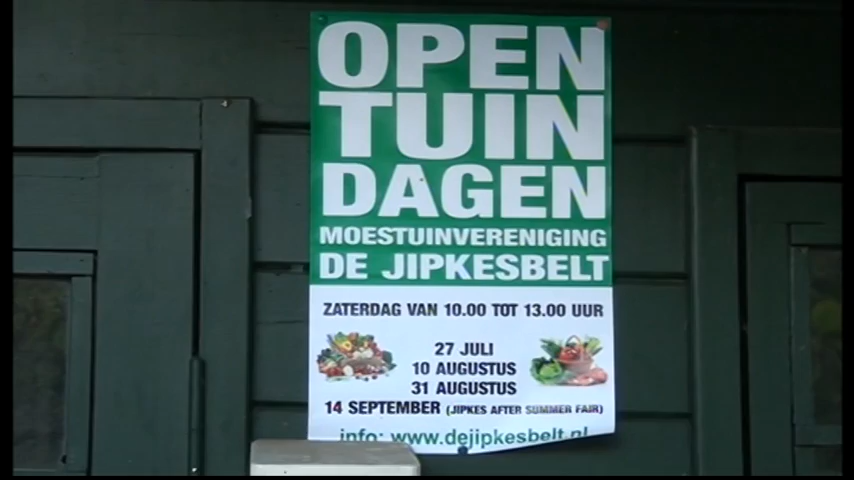 OPEN
TUIN
DAGEN
MOESTUINVERENIGING
DE JIPKESBELT
ZATERDAG VAN 10.00 TOT 13.00 UUR
27 JULI
10 AUGUSTUS
31 AUGUSTUS
14 SEPTEMBER (JIPKES AFTER SUMMER FAIR)
info: www.dejipkesbelt.nl